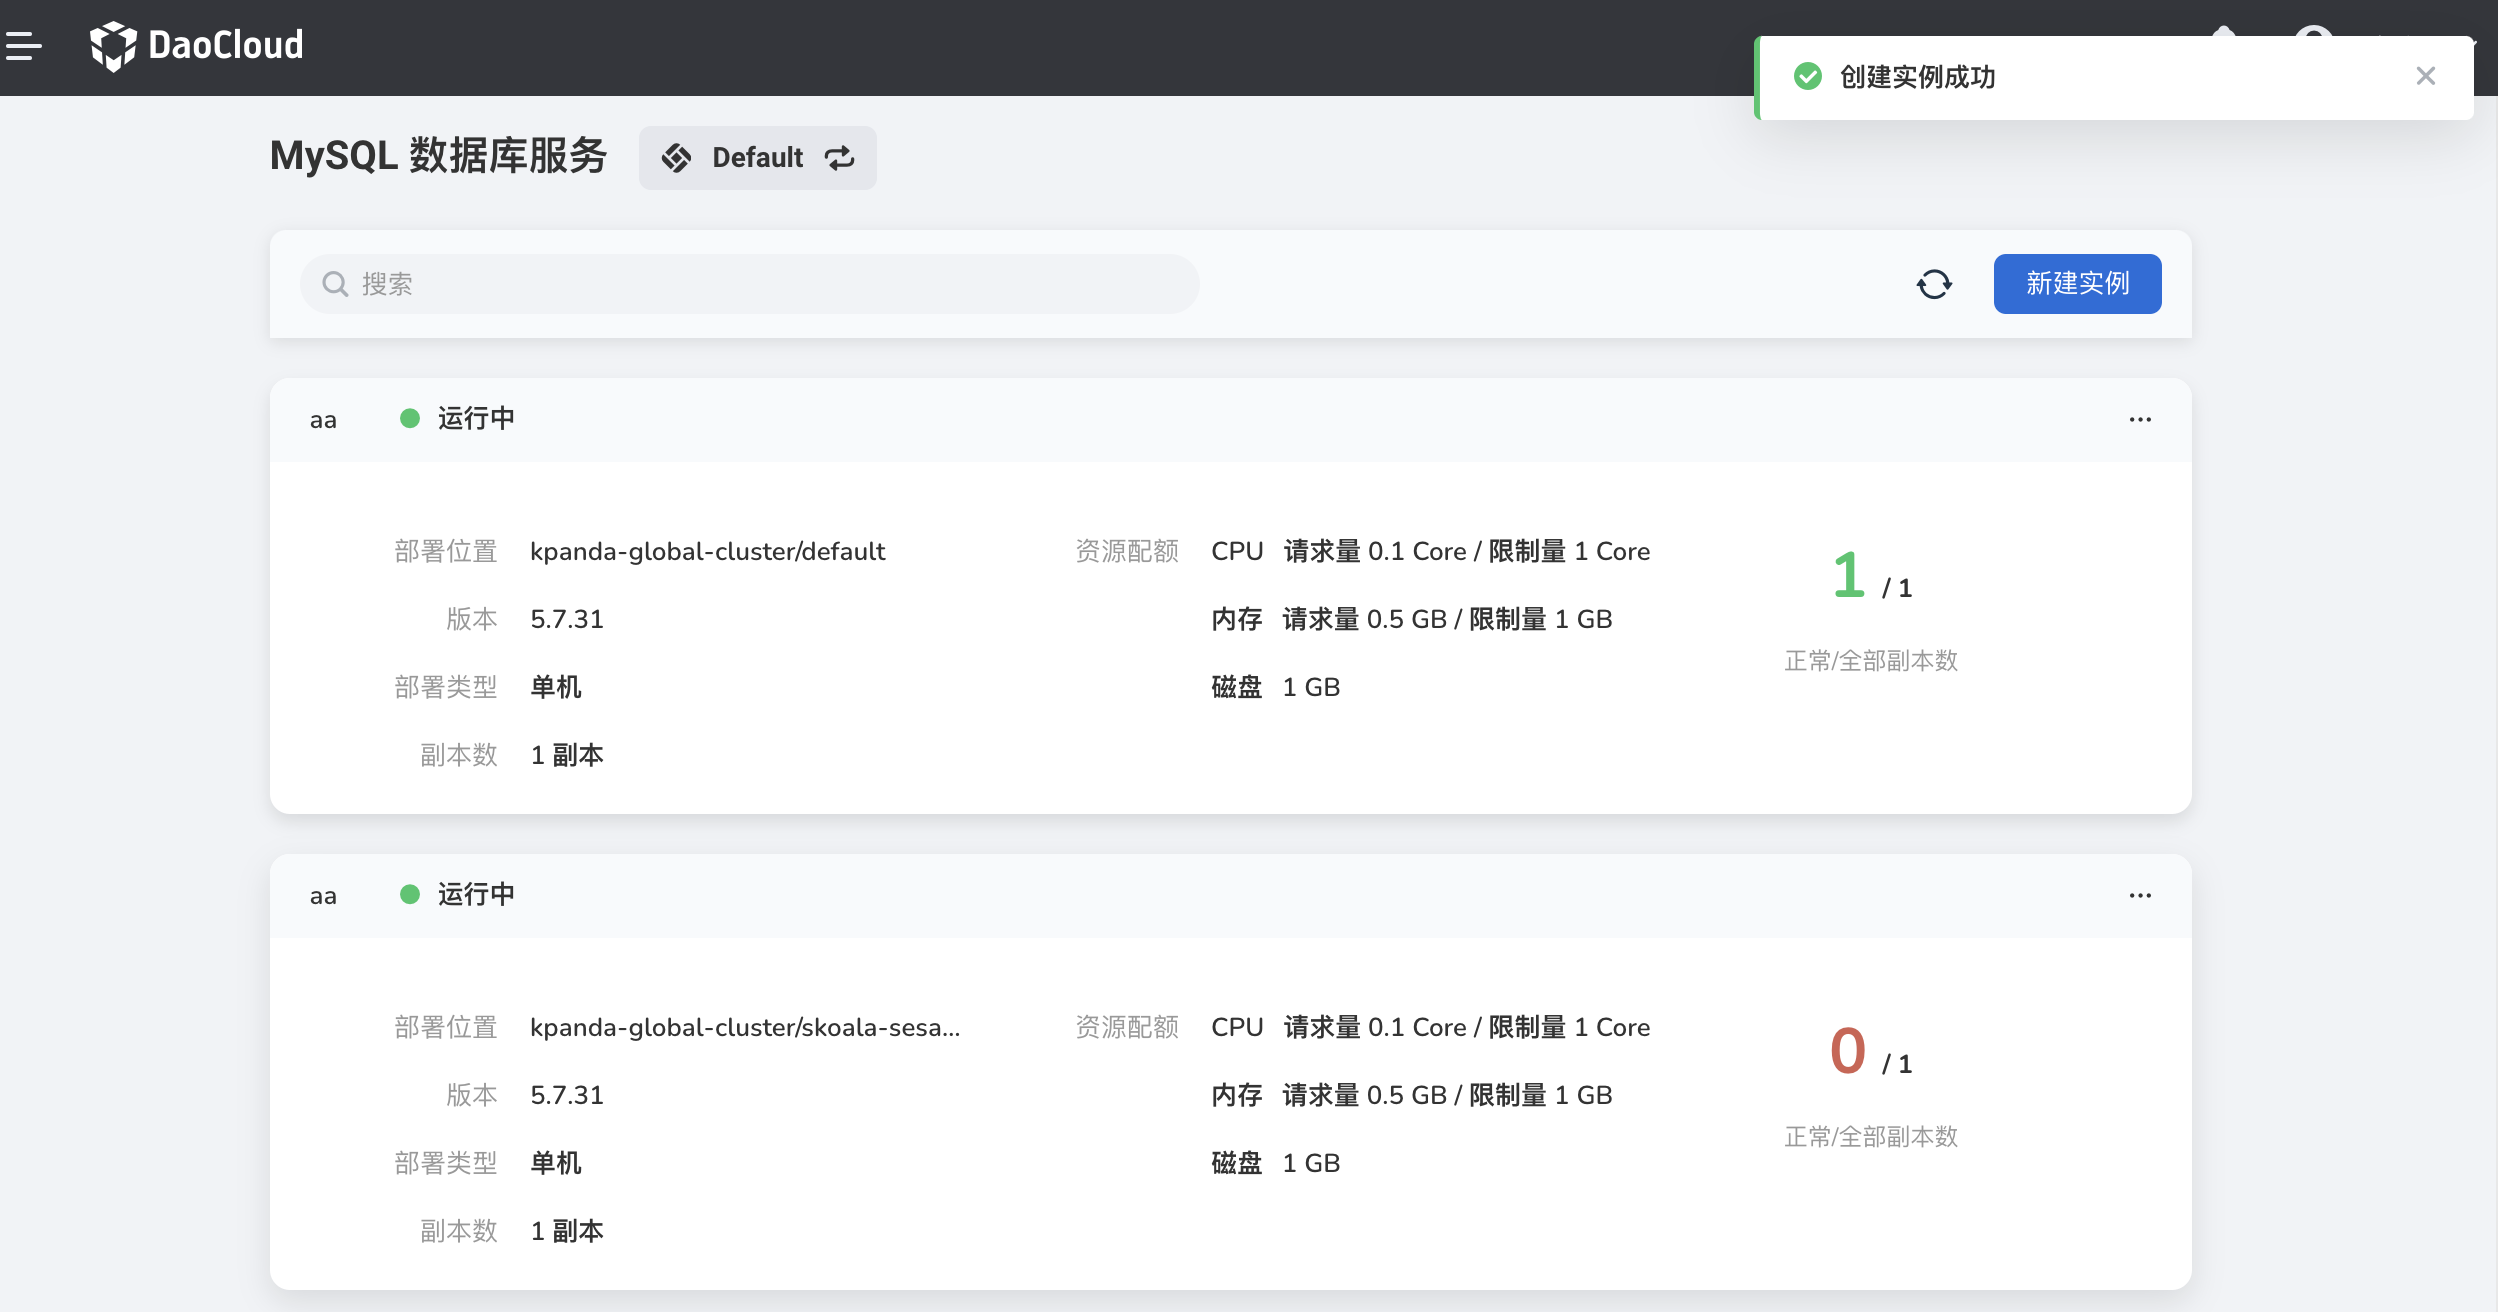 DaoCloud
创建实例成功
MySQL 数据库服务 Default
搜索 新建实例
aa 运行中 ...
部署位置 kpanda-global-cluster/default 资源配额 CPU 请求量 0.1 Core / 限制量 1 Core
1 / 1
版本 5.7.31 内存 请求量 0.5 GB / 限制量 1 GB
正常/全部副本数
部署类型 单机 磁盘 1 GB
副本数 1 副本
aa 运行中 ...
部署位置 kpanda-global-cluster/skoala-sesa... 资源配额 CPU 请求量 0.1 Core / 限制量 1 Core
0 / 1
版本 5.7.31 内存 请求量 0.5 GB / 限制量 1 GB
正常/全部副本数
部署类型 单机 磁盘 1 GB
副本数 1 副本